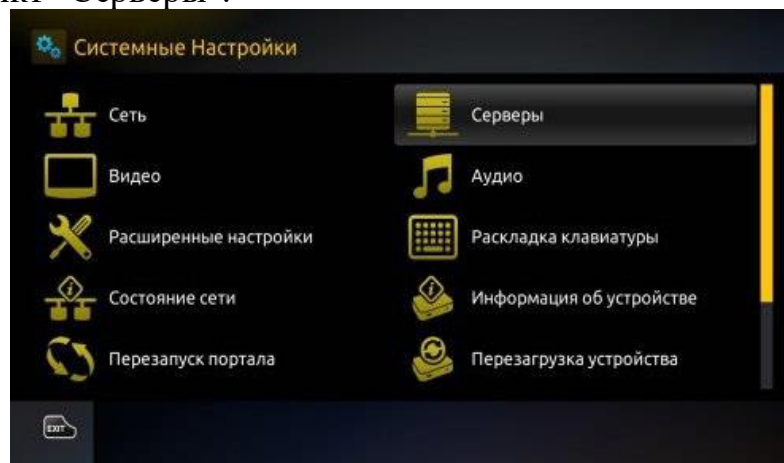 "Серверы".
Системные Настройки
Сеть
Серверы
Видео
Аудио
Расширенные настройки
Раскладка клавиатуры
Состояние сети
Информация об устройстве
Перезапуск портала
Перезагрузка устройства
EXIT